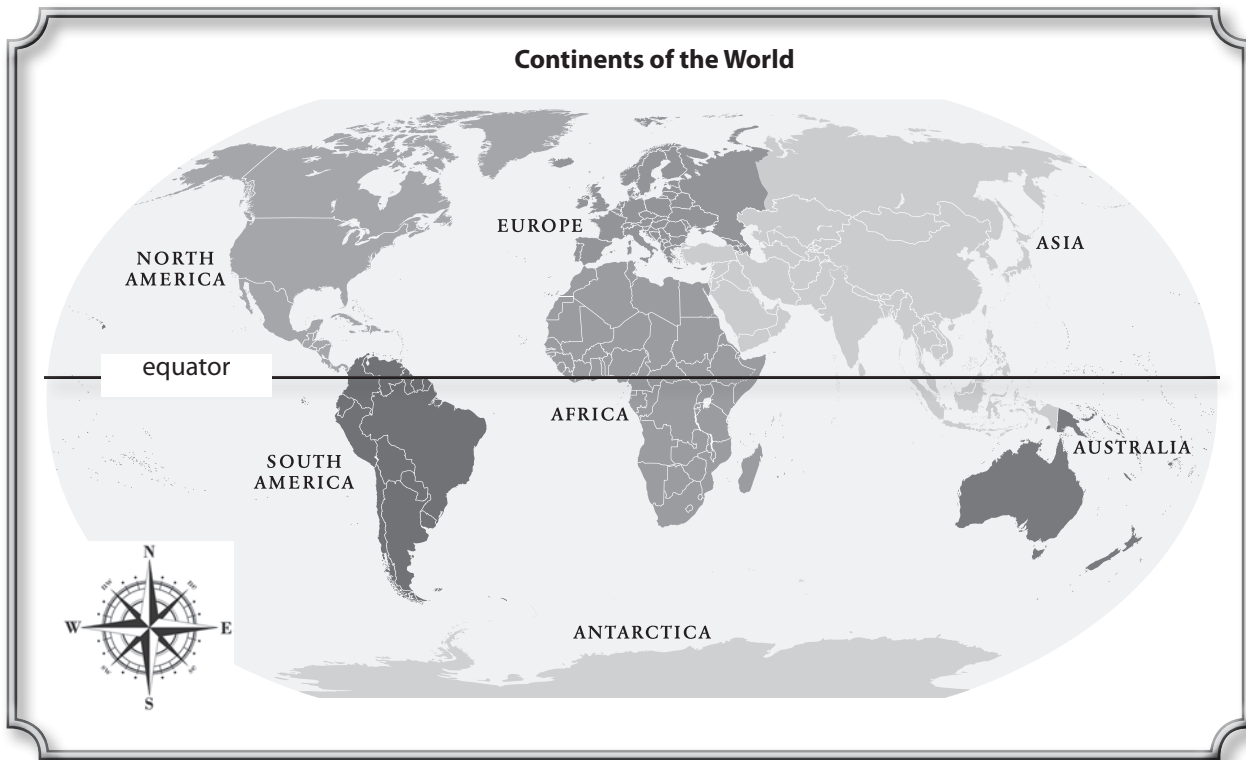 Continents of the World
EUROPE
ASIA
NORTH
AMERICA
equator
AFRICA
AUSTRALIA
SOUTH
AMERICA
N
W
E
S
ANTARCTICA